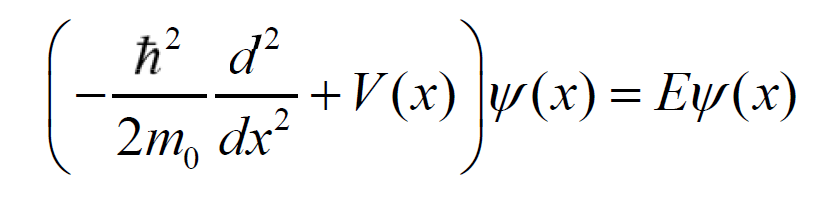 (-ħ²/2m₀ d²/dx² + V(x))ψ(x) = Eψ(x)